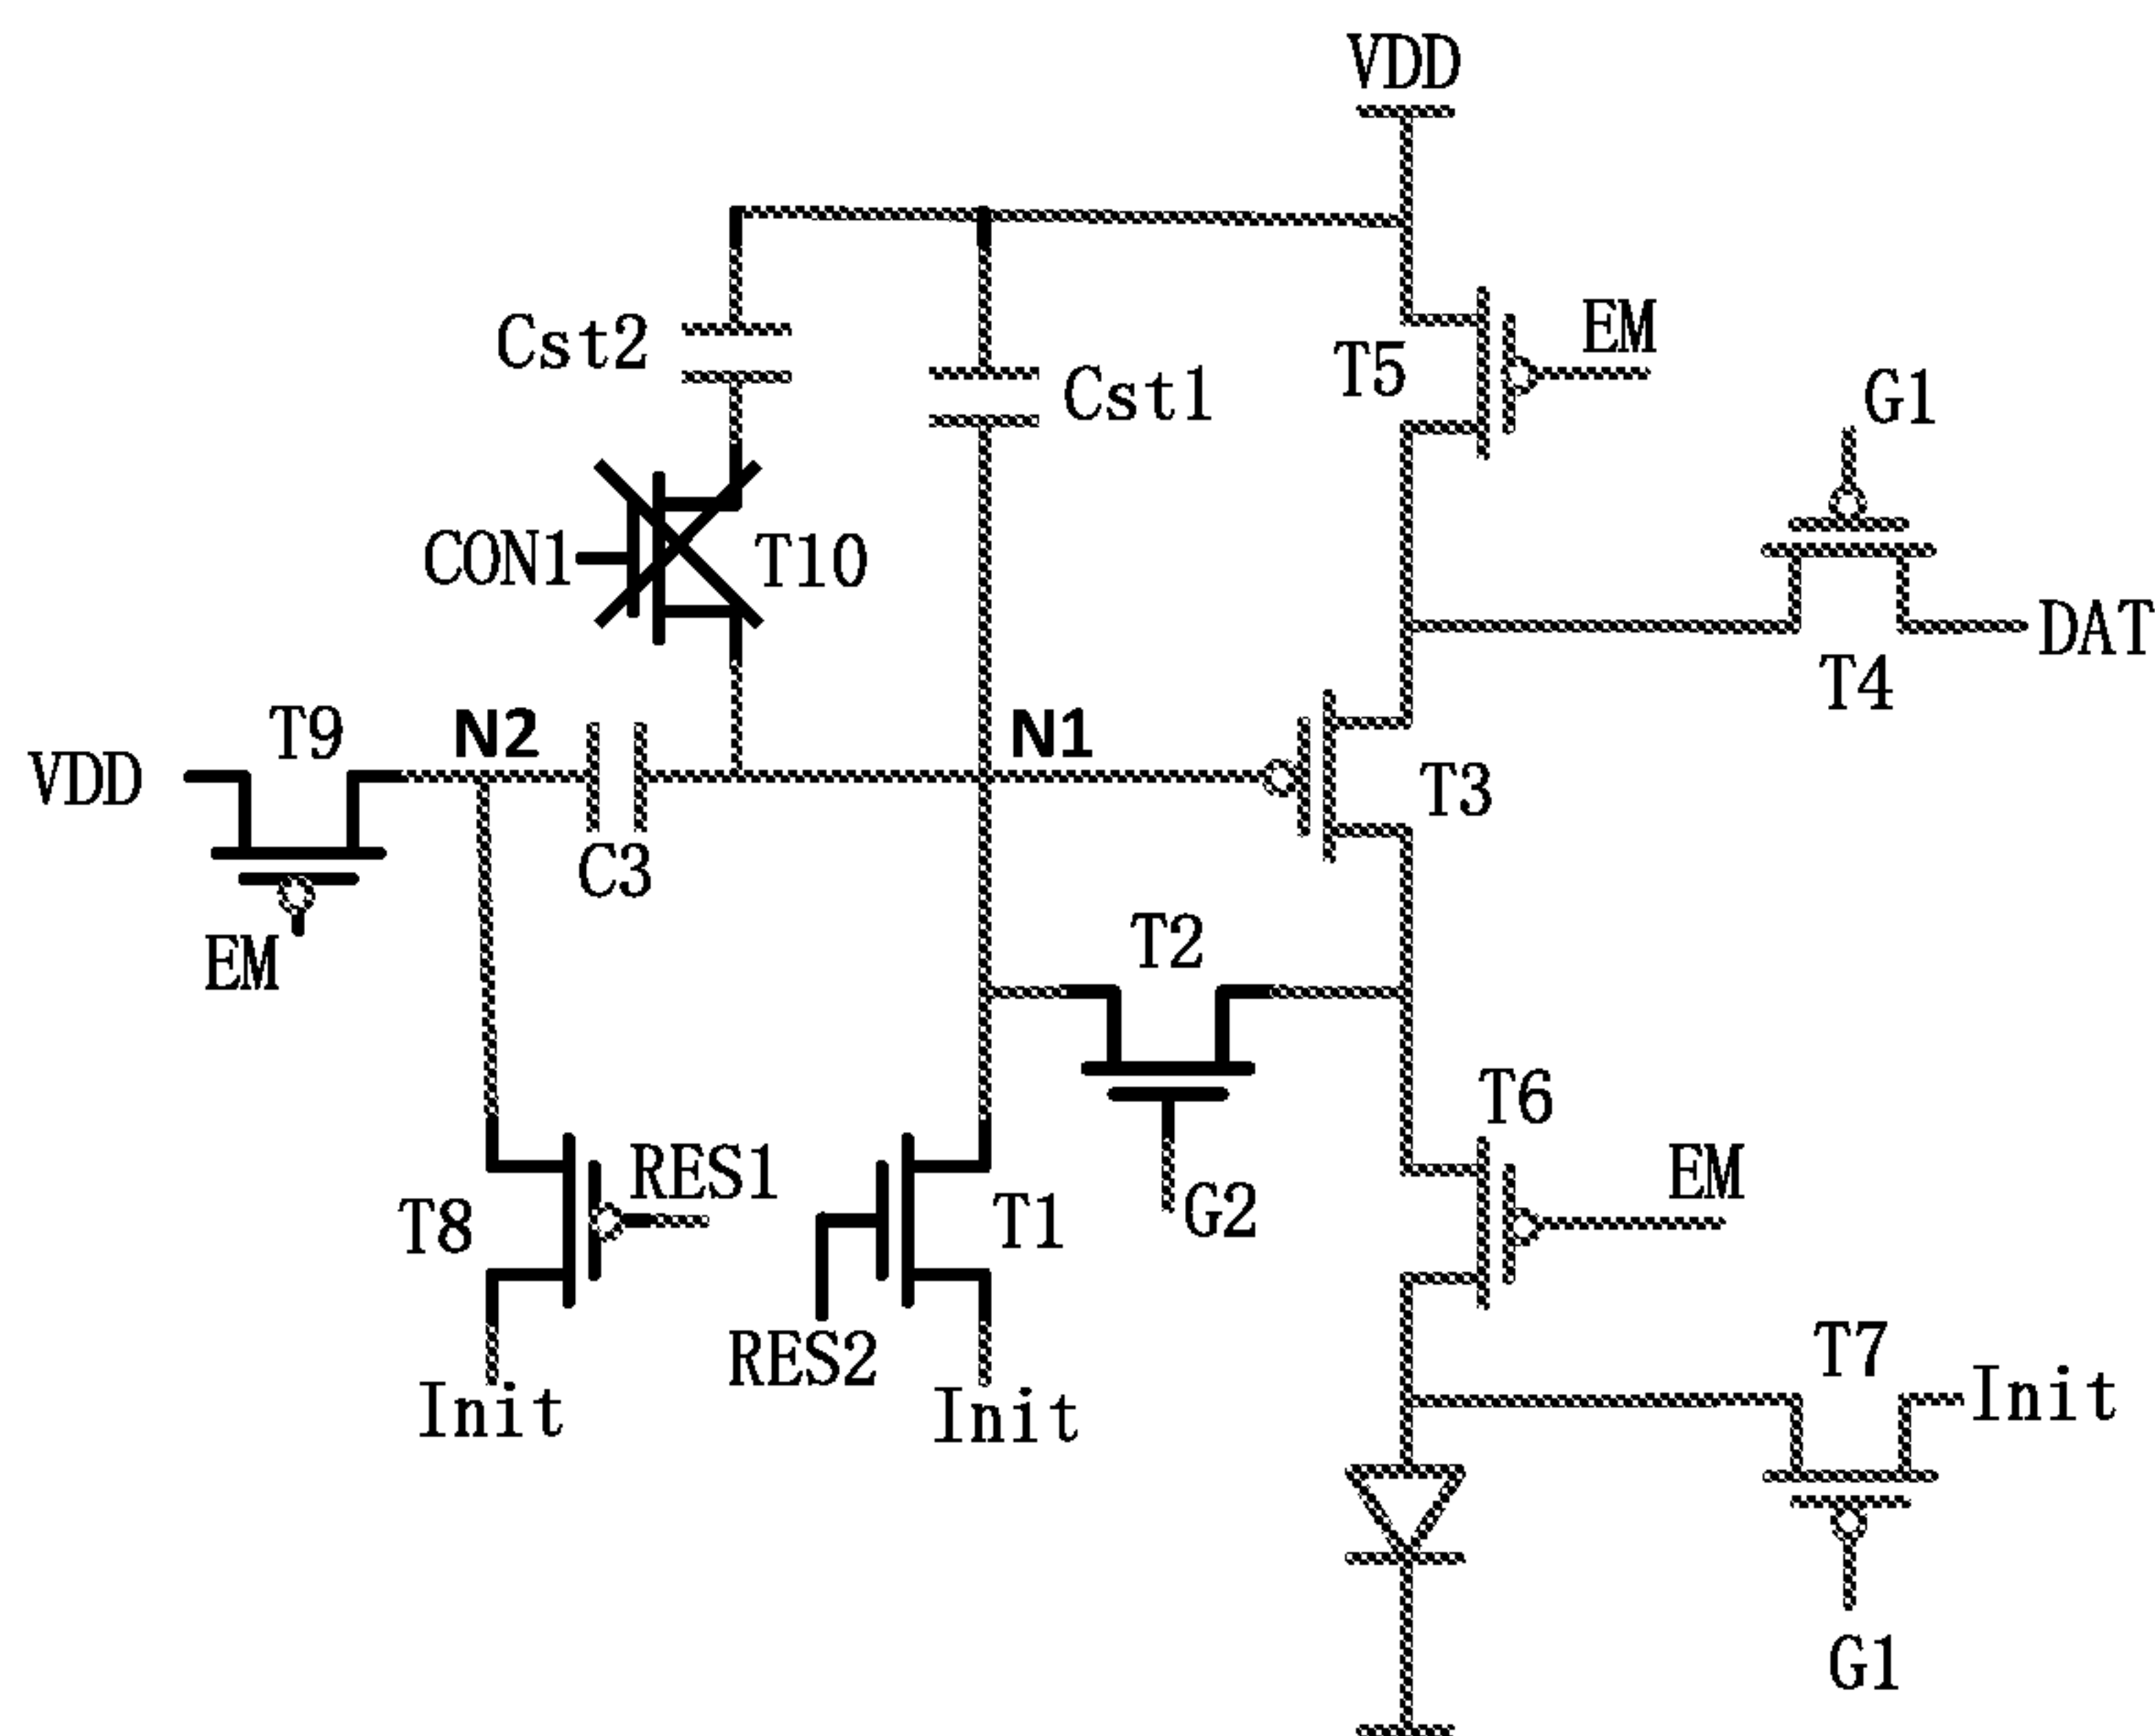 VDD
Cst2
Cst1
T5
EM
G1
CON1
T10
DAT
T4
VDD
T9
N2
N1
T3
C3
EM
T2
T6
EM
T8
RES1
T1
G2
RES2
Init
Init
T7
Init
G1